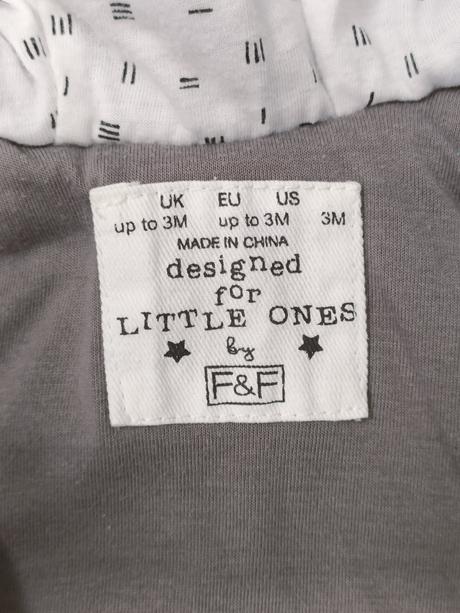 UK EU US
up to 3M up to 3M 3M
MADE IN CHINA
designed
for
LITTLE ONES
by
F&F